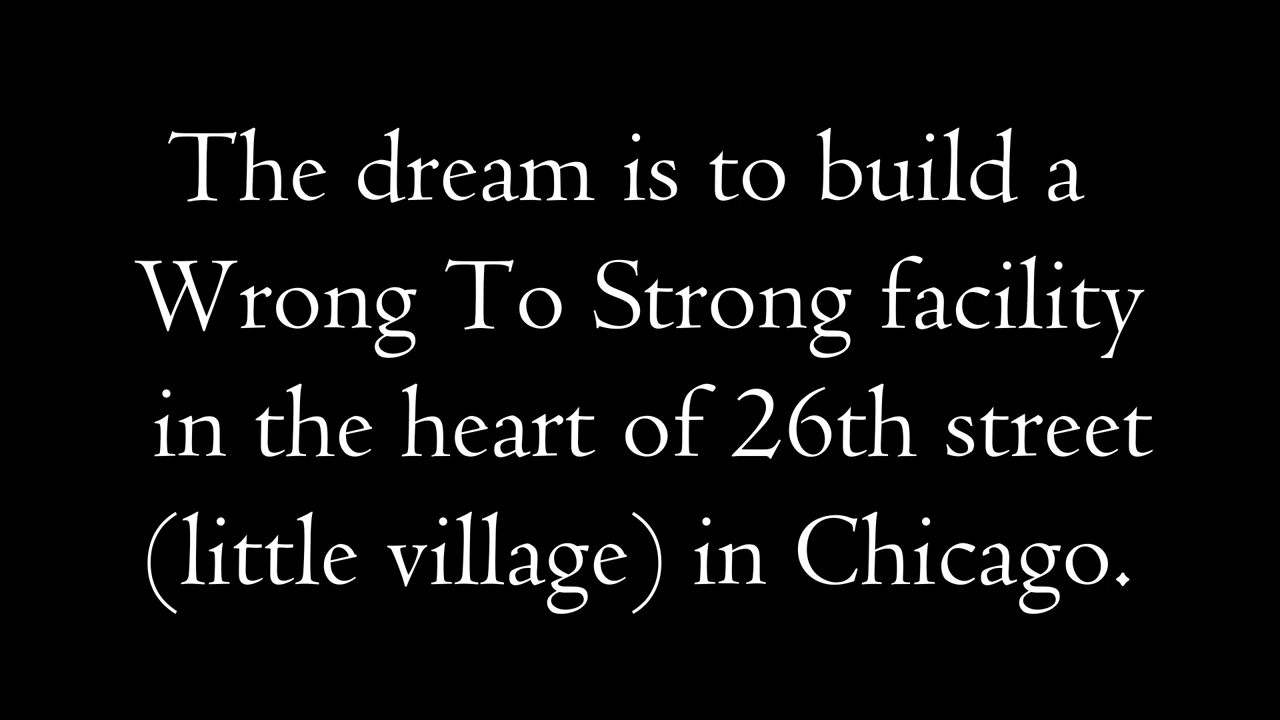 The dream is to build a
Wrong To Strong facility
in the heart of 26th street
(little village) in Chicago.